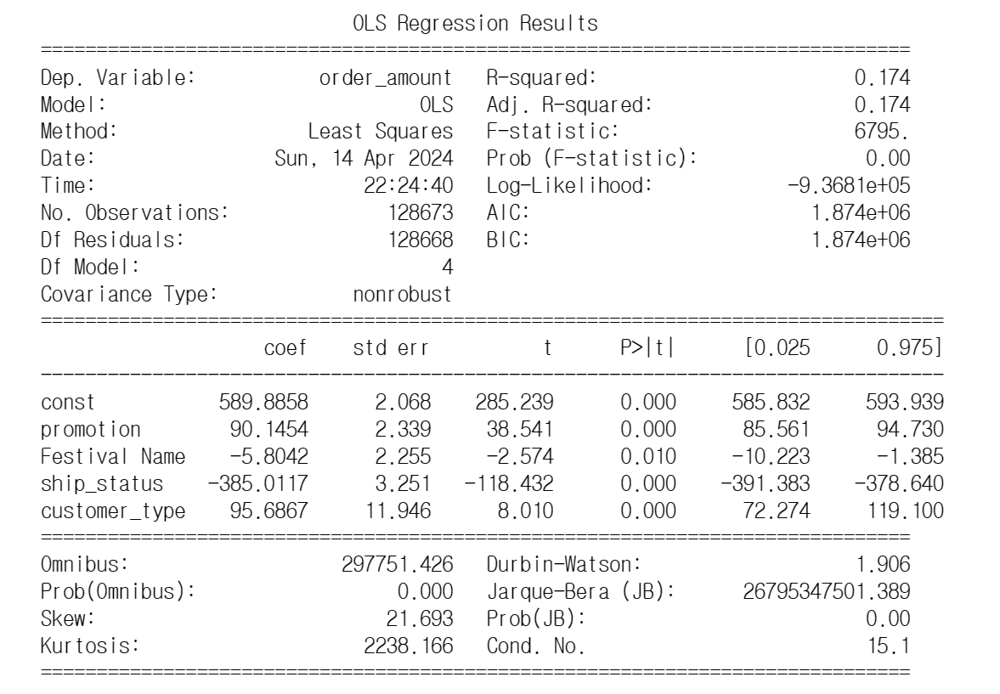 OLS Regression Results
==============================================================================
Dep. Variable: order_amount R-squared: 0.174
Model: OLS Adj. R-squared: 0.174
Method: Least Squares F-statistic: 6795.
Date: Sun, 14 Apr 2024 Prob (F-statistic): 0.00
Time: 22:24:40 Log-Likelihood: -9.3681e+05
No. Observations: 128673 AIC: 1.874e+06
Df Residuals: 128668 BIC: 1.874e+06
Df Model: 4
Covariance Type: nonrobust
=================================================================================
coef std err t P>|t| [0.025 0.975]
---------------------------------------------------------------------------------
const 589.8858 2.068 285.239 0.000 585.832 593.939
promotion 90.1454 2.339 38.541 0.000 85.561 94.730
Festival Name -5.8042 2.255 -2.574 0.010 -10.223 -1.385
ship_status -385.0117 3.251 -118.432 0.000 -391.383 -378.640
customer_type 95.6867 11.946 8.010 0.000 72.274 119.100
==============================================================================
Omnibus: 297751.426 Durbin-Watson: 1.906
Prob(Omnibus): 0.000 Jarque-Bera (JB): 26795347501.389
Skew: 21.693 Prob(JB): 0.00
Kurtosis: 2238.166 Cond. No. 15.1
==============================================================================